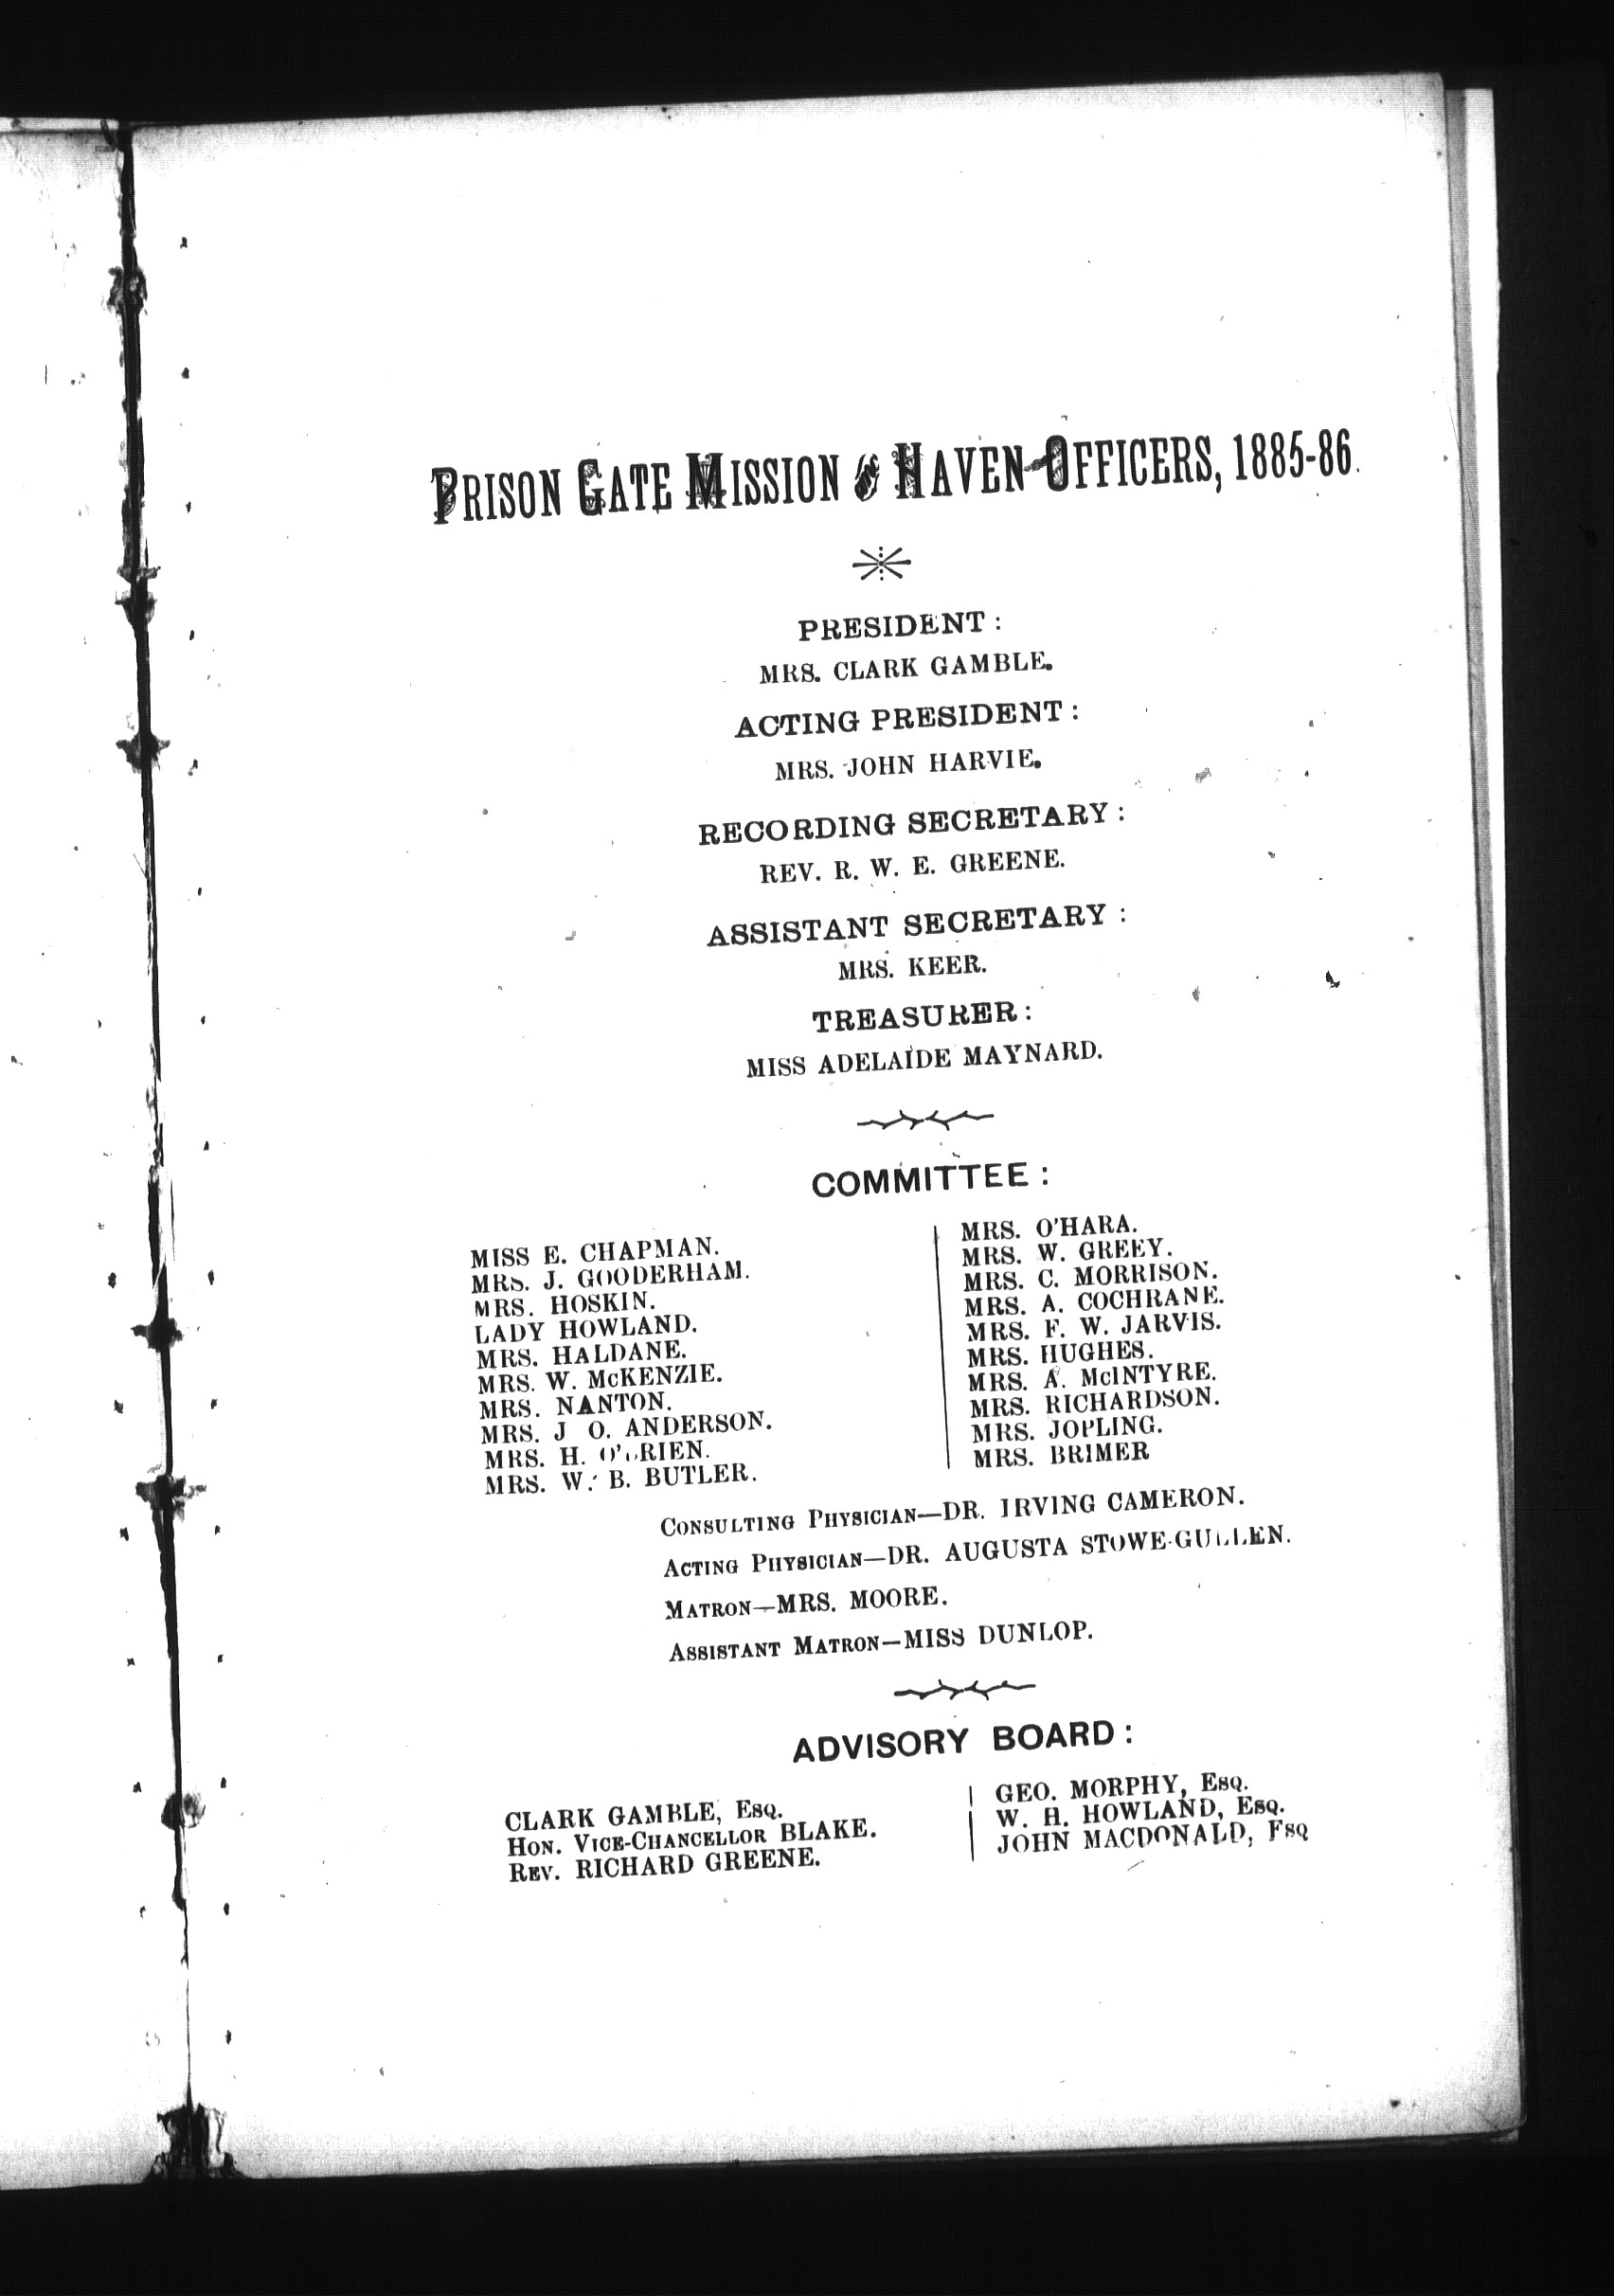 PRISON GATE MISSION & HAVEN-OFFICERS, 1885-86.
PRESIDENT:
MRS. CLARK GAMBLE.
ACTING PRESIDENT:
MRS. JOHN HARVIE.
RECORDING SECRETARY:
REV. R. W. E. GREENE.
ASSISTANT SECRETARY:
MRS. KEER.
TREASURER:
MISS ADELAIDE MAYNARD.
COMMITTEE:
MISS E. CHAPMAN.
MRS. J. GOODERHAM.
MRS. HOSKIN.
LADY HOWLAND.
MRS. HALDANE.
MRS. W. McKENZIE.
MRS. NANTON.
MRS. J O. ANDERSON.
MRS. H. O'BRIEN.
MRS. W. B. BUTLER.
MRS. O'HARA.
MRS. W. GREEY.
MRS. C. MORRISON.
MRS. A. COCHRANE.
MRS. F. W. JARVIS.
MRS. HUGHES.
MRS. A. McINTYRE.
MRS. RICHARDSON.
MRS. JOPLING.
MRS. BRIMER
CONSULTING PHYSICIAN—DR. IRVING CAMERON.
ACTING PHYSICIAN—DR. AUGUSTA STOWE-GULLEN.
MATRON—MRS. MOORE.
ASSISTANT MATRON—MISS DUNLOP.
ADVISORY BOARD:
CLARK GAMBLE, ESQ.
HON. VICE-CHANCELLOR BLAKE.
REV. RICHARD GREENE.
GEO. MORPHY, ESQ.
W. H. HOWLAND, ESQ.
JOHN MACDONALD, ESQ